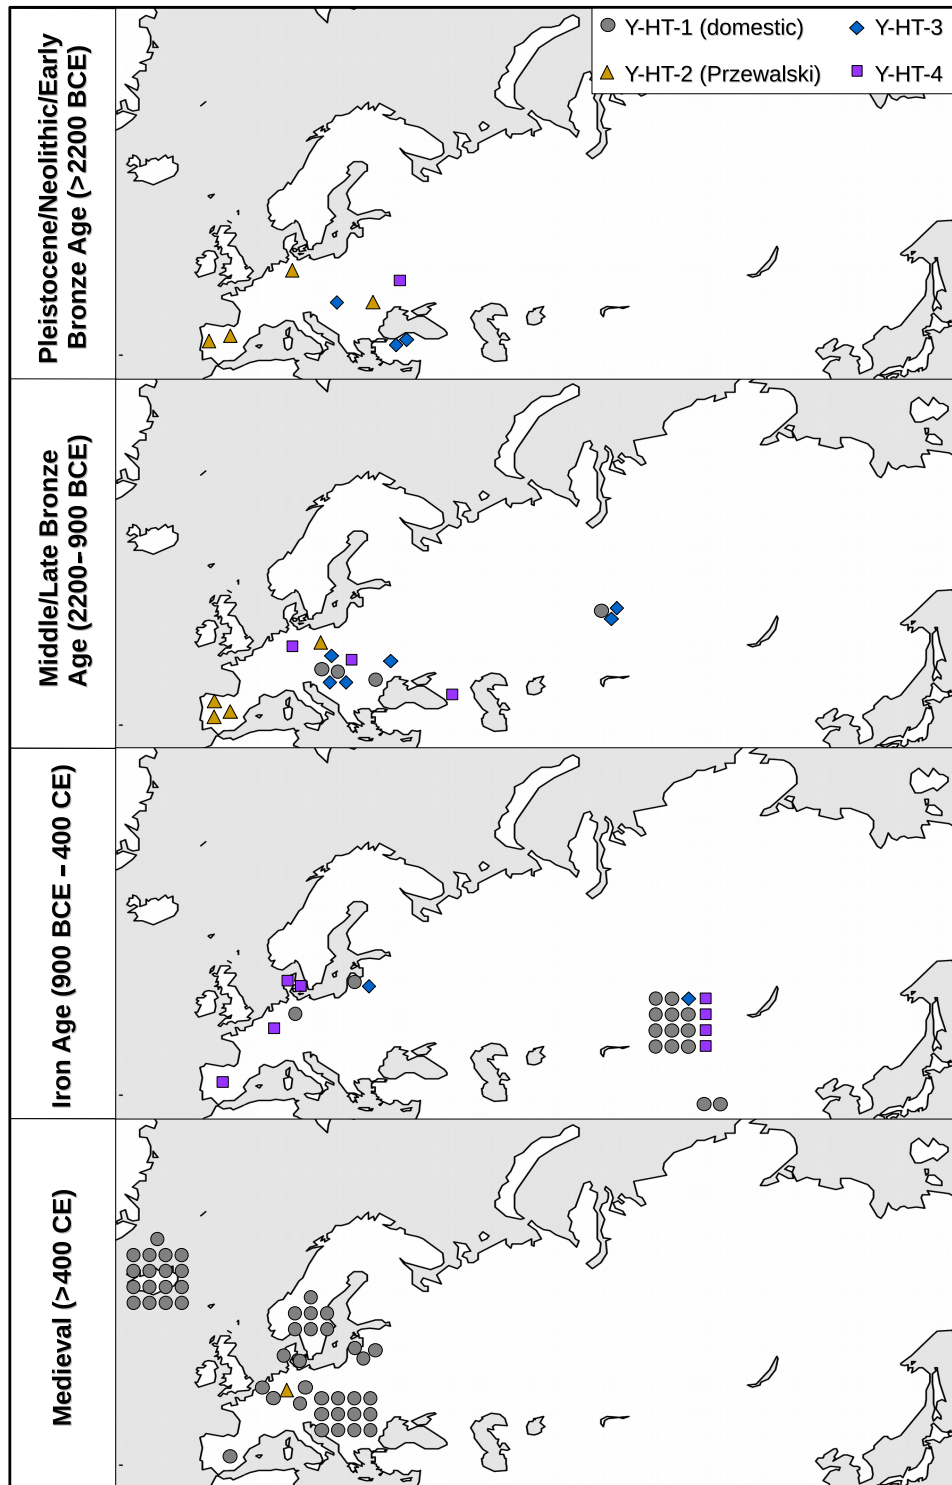 Y-HT-1 (domestic)
Y-HT-3
Y-HT-2 (Przewalski)
Y-HT-4
Pleistocene/Neolithic/Early
Bronze Age (>2200 BCE)
Middle/Late Bronze
Age (2200-900 BCE)
Iron Age (900 BCE – 400 CE)
Medieval (>400 CE)